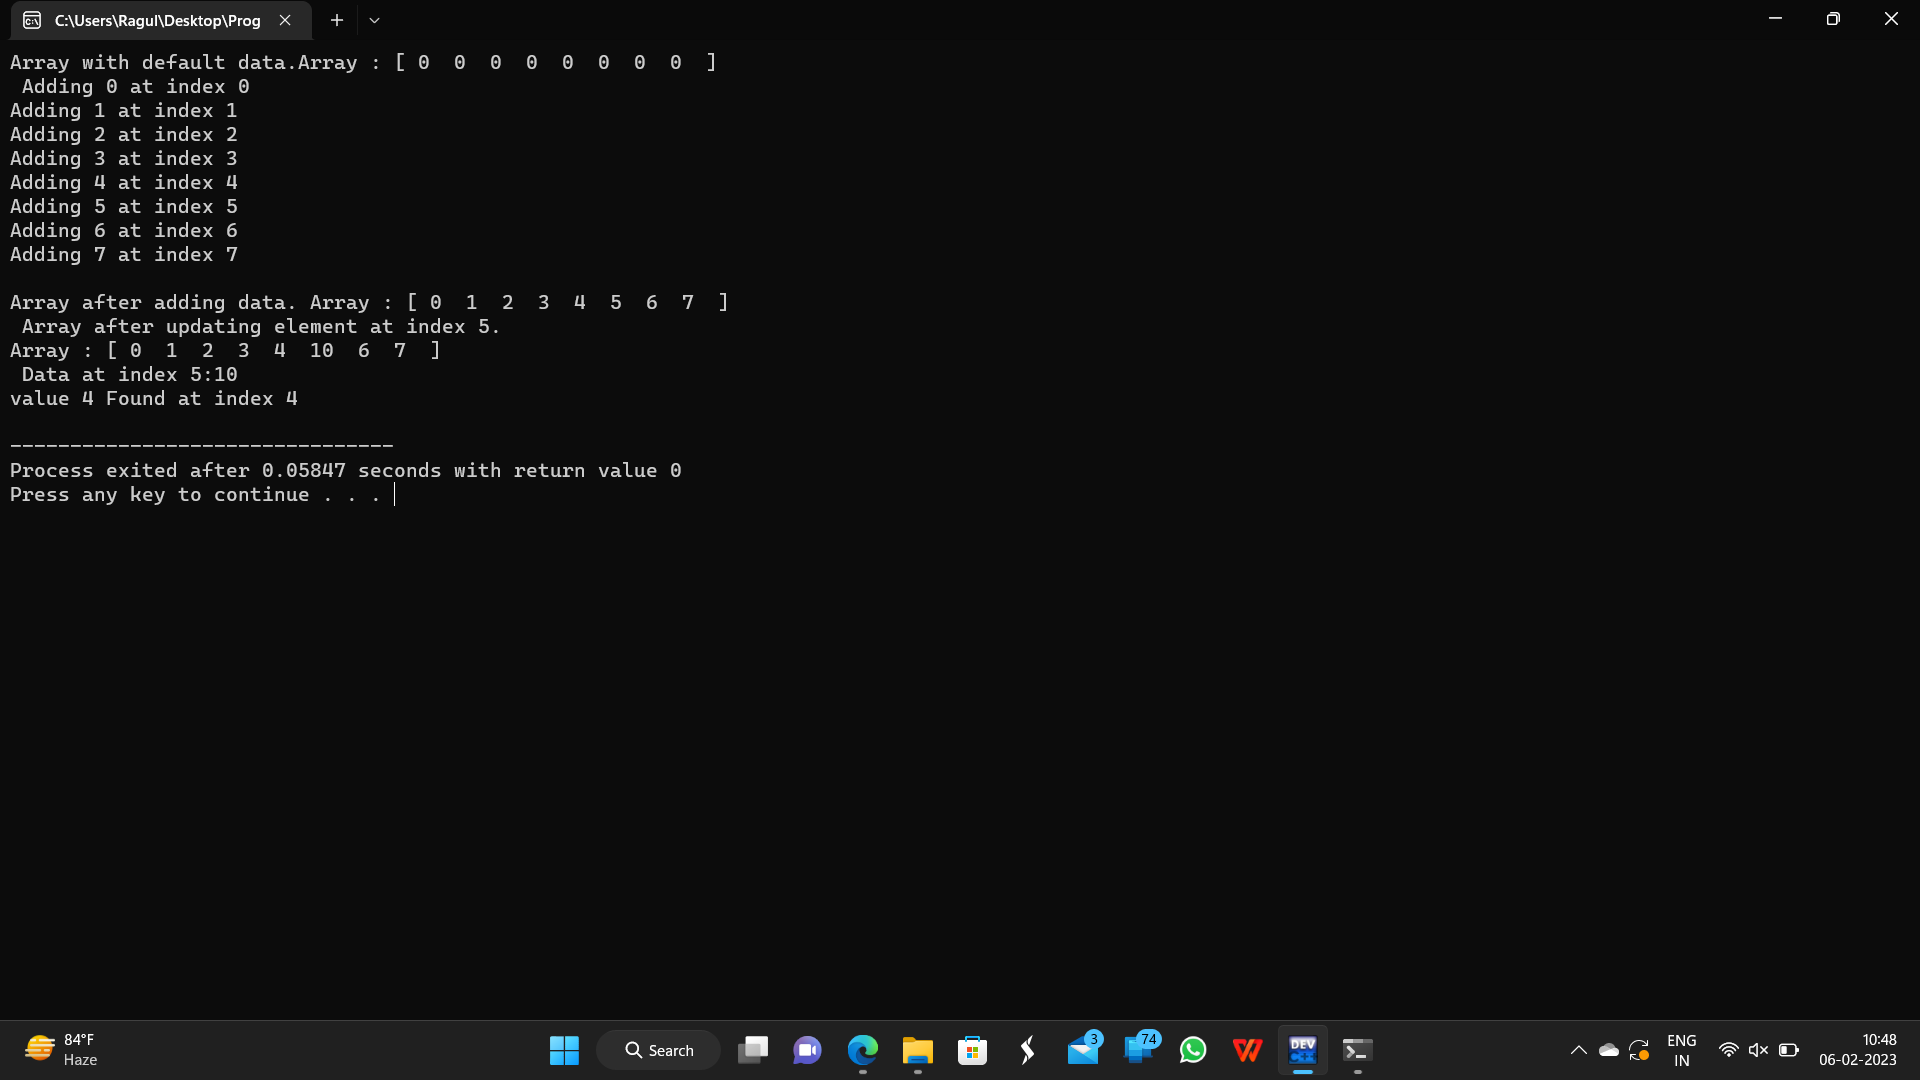 C:\Users\Ragul\Desktop\Prog
Array with default data.Array : [ 0  0  0  0  0  0  0  0  ]
 Adding 0 at index 0
Adding 1 at index 1
Adding 2 at index 2
Adding 3 at index 3
Adding 4 at index 4
Adding 5 at index 5
Adding 6 at index 6
Adding 7 at index 7

Array after adding data. Array : [ 0  1  2  3  4  5  6  7  ]
 Array after updating element at index 5.
Array : [ 0  1  2  3  4  10  6  7  ]
 Data at index 5:10
value 4 Found at index 4

--------------------------------
Process exited after 0.05847 seconds with return value 0
Press any key to continue . . .
84°F
Haze
Search
3
74
DEV
C++
ENG
IN
10:48
06-02-2023